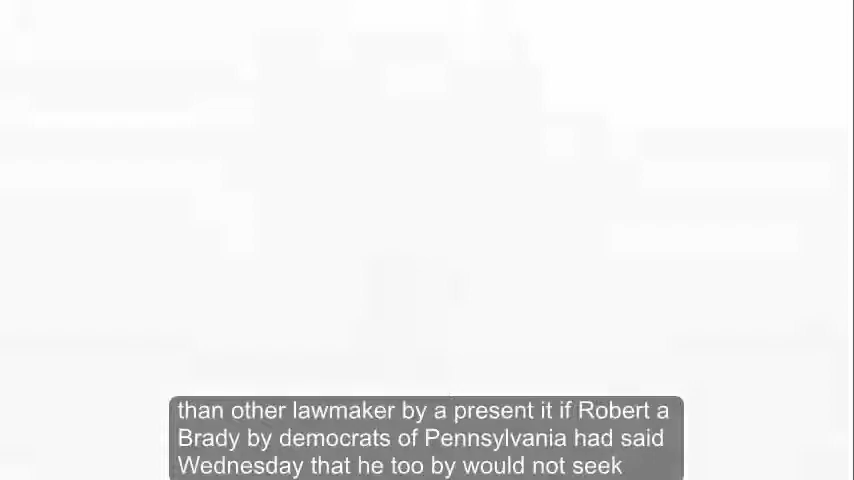 than other lawmaker by a present it if Robert a
Brady by democrats of Pennsylvania had said
Wednesday that he too by would not seek